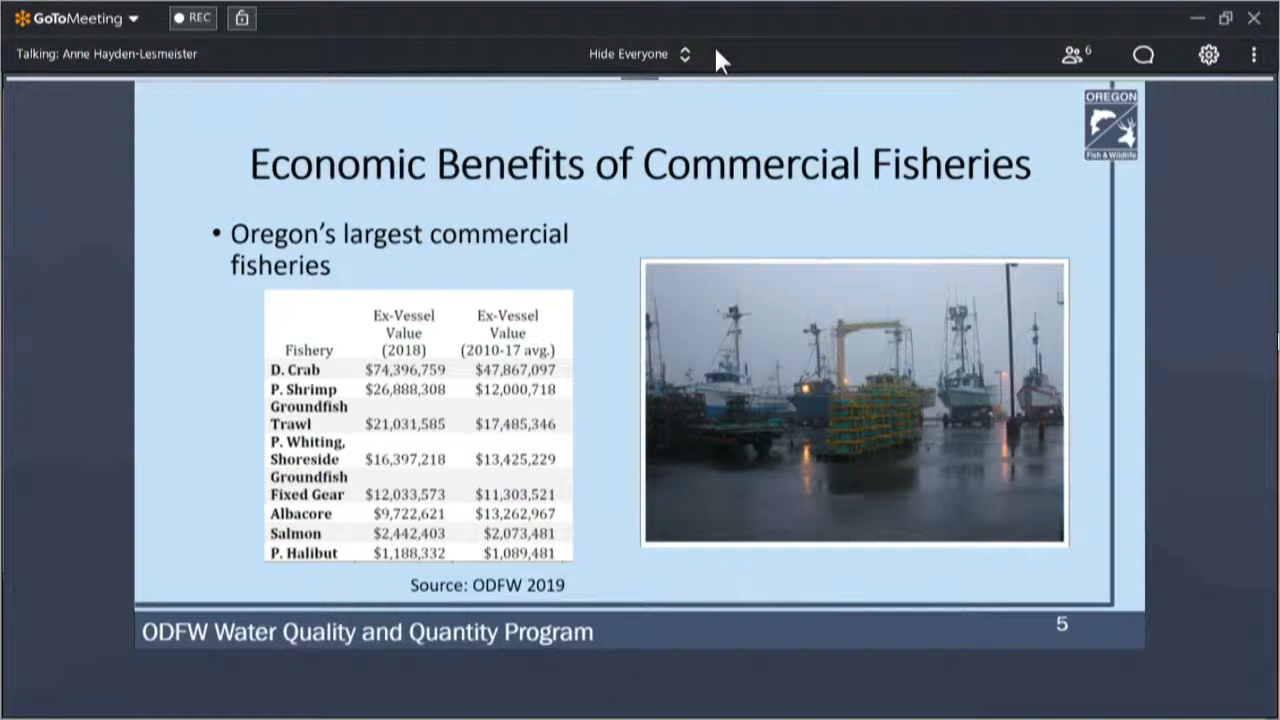 GoToMeeting
REC
Talking: Anne Hayden-Lesmeister
Hide Everyone
6
OREGON
Fish & Wildlife
Economic Benefits of Commercial Fisheries
• Oregon's largest commercial
fisheries
Ex-Vessel Ex-Vessel
Value Value
Fishery (2018) (2010-17 avg.)
D. Crab $74,396,759 $47,867,097
P. Shrimp $26,888,308 $12,000,718
Groundfish
Trawl $21,031,585 $17,485,346
P. Whiting,
Shoreside $16,397,218 $13,425,229
Groundfish
Fixed Gear $12,033,573 $11,303,521
Albacore $9,722,621 $13,262,967
Salmon $2,442,403 $2,073,481
P. Halibut $1,188,332 $1,089,481
Source: ODFW 2019
ODFW Water Quality and Quantity Program
5